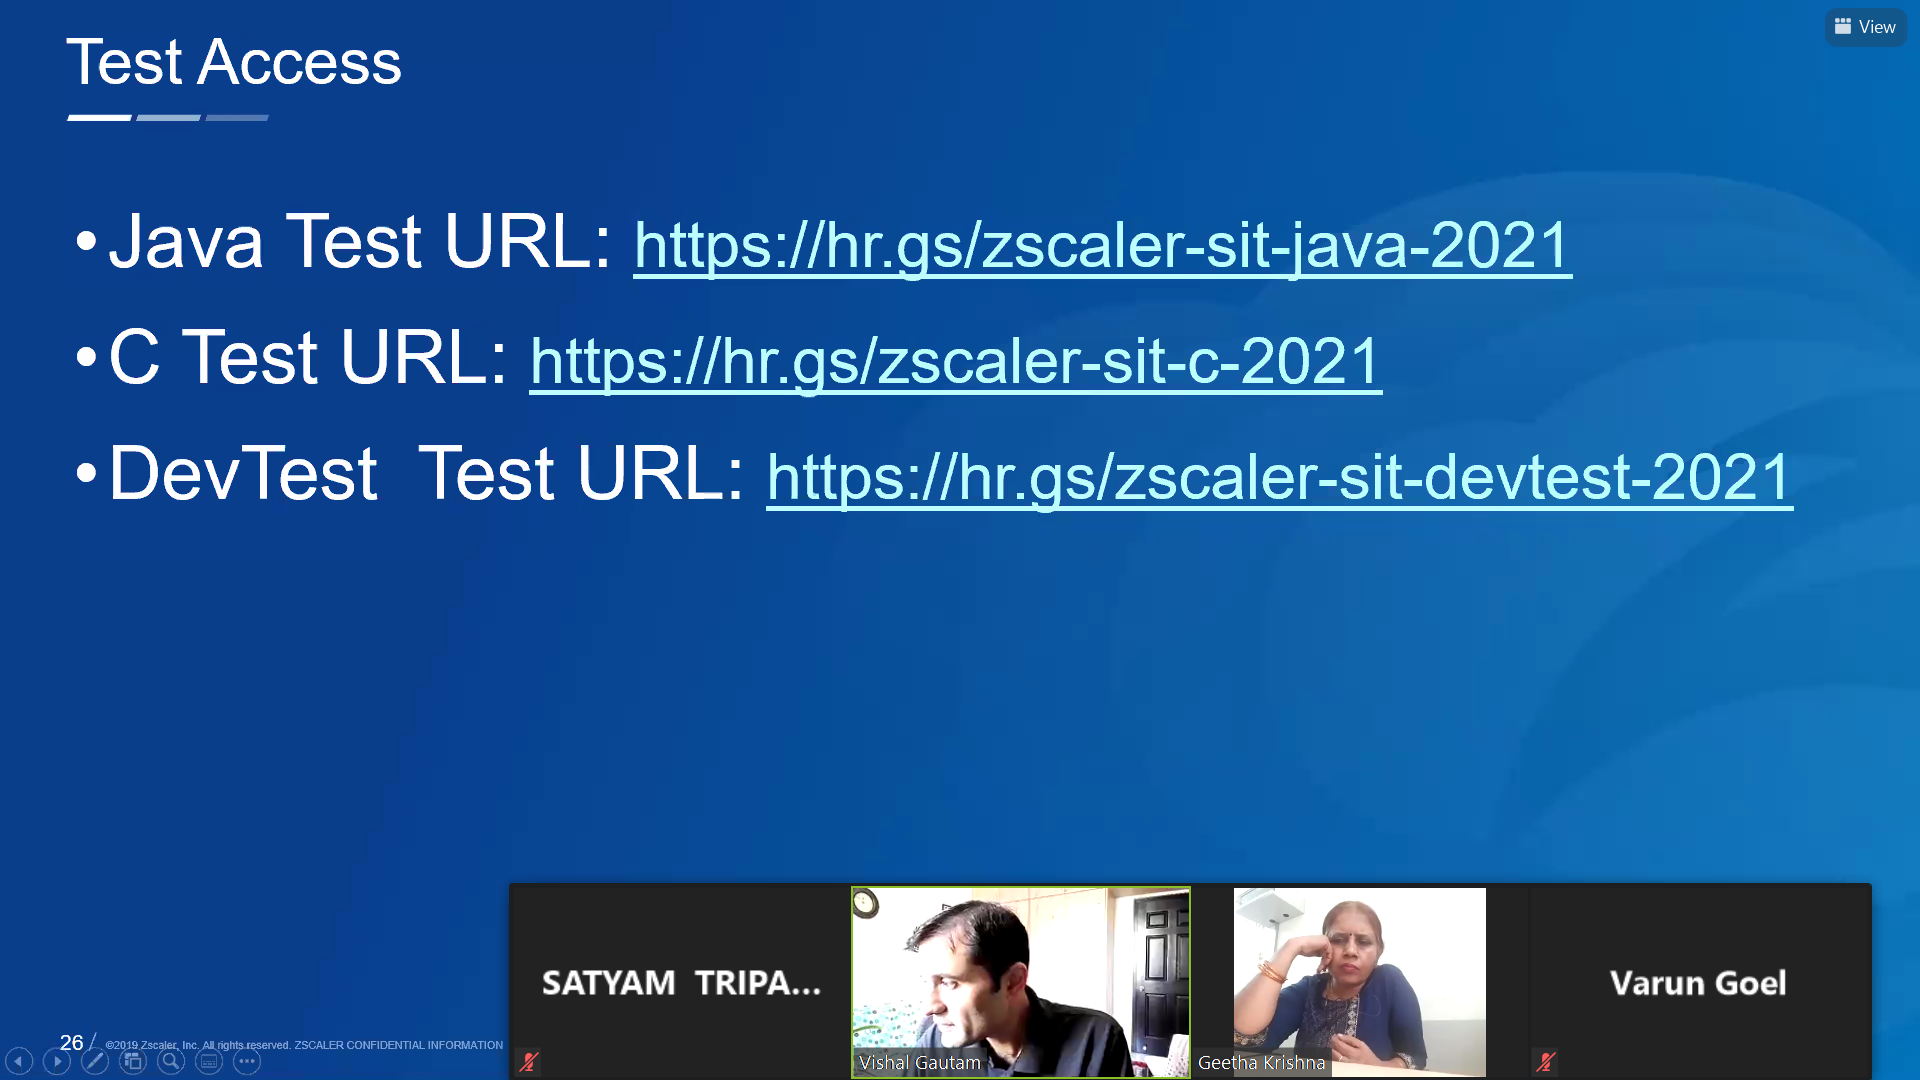 View
Test Access
•Java Test URL: https://hr.gs/zscaler-sit-java-2021
•C Test URL: https://hr.gs/zscaler-sit-c-2021
•DevTest Test URL: https://hr.gs/zscaler-sit-devtest-2021
SATYAM TRIPA...
Varun Goel
Vishal Gautam
Geetha Krishna
26 / ©2019 Zscaler, Inc. All rights reserved. ZSCALER CONFIDENTIAL INFORMATION